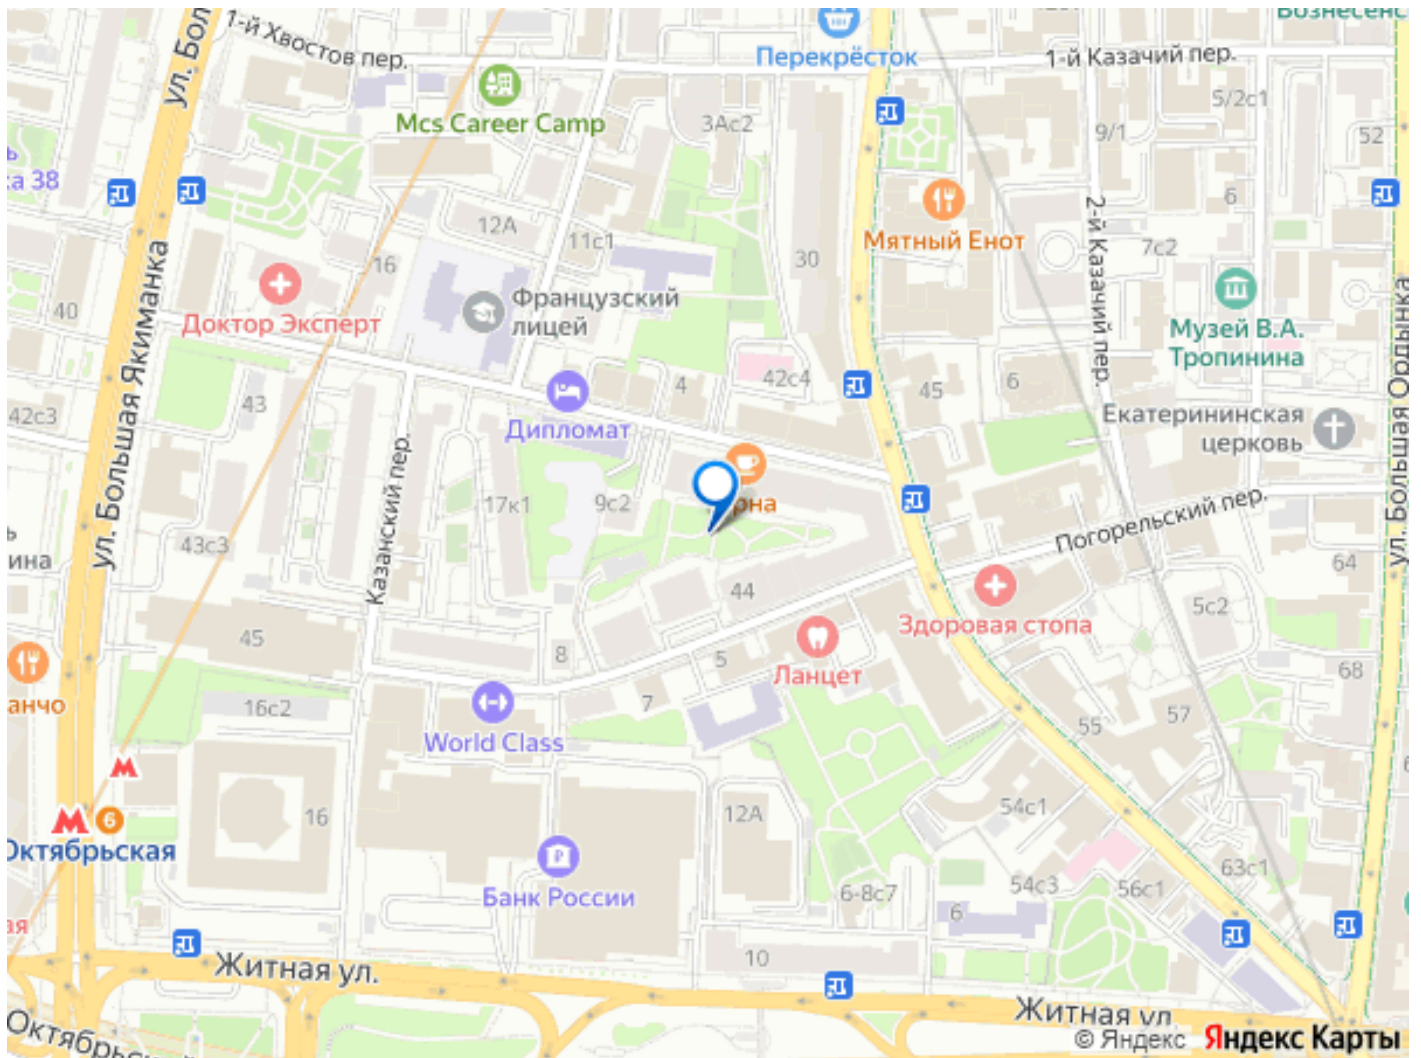 ул. Бол
1-й Хвостов пер.
Mcs Career Camp
Перекрёсток
3Ас2
1-й Казачий пер.
5/2с1
9/1
52
ка 38
12А
11с1
16
30
Мятный Енот
2-й Казачий пер.
6
7с2
40
Доктор Эксперт
Французский
лицей
Музей В.А.
Тропинина
ул. Большая Якиманка
ул. Большая Ордынка
42с3
43
4
42с4
45
6
Дипломат
Екатерининская
церковь
Казанский пер.
17к1
9с2
рна
43с3
ина
Погорельский пер.
64
44
5с2
Здоровая стопа
45
8
5
Ланцет
68
анчо
16с2
7
World Class
55
57
16
12А
54с1
6
Октябрьская
Банк России
6-8с7
6
54с3
56с1
63с1
ая
Житная ул.
10
Житная ул
Октябрьск
© Яндекс Яндекс Карты